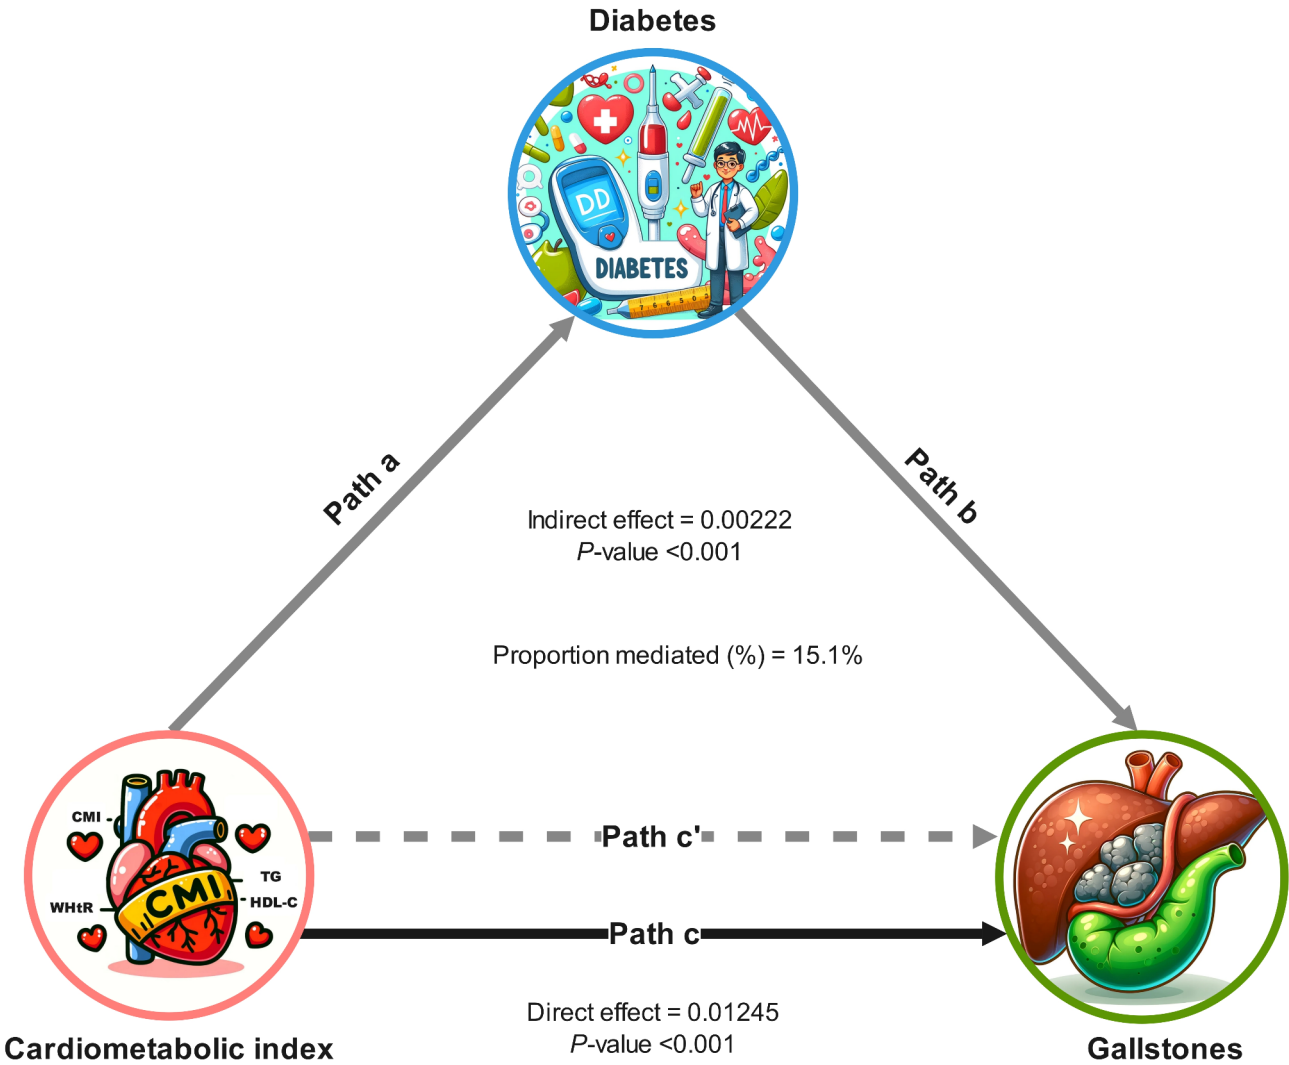 Diabetes
DD
DIABETES
Path a
Path b
Indirect effect = 0.00222
P-value <0.001
Proportion mediated (%) = 15.1%
CMI
CMI
TG
WHtR
HDL-C
Path c'
Path c
Direct effect = 0.01245
P-value <0.001
Cardiometabolic index
Gallstones